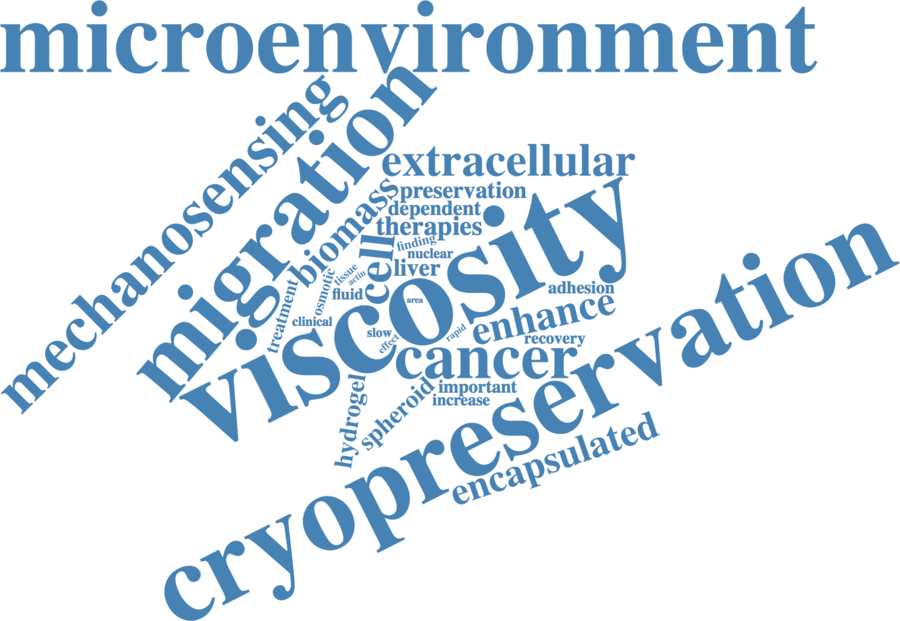 microenvironment
mechanosensing
migration
extracellular
preservation
biomass
dependent
therapies
finding
nuclear
cell
liver
tissue
actin
osmotic
treatment
fluid
clinical
viscosity
area
adhesion
slow
effect
rapid
enhance
recovery
cancer
important
increase
hydrogel
spheroid
encapsulated
cryopreservation